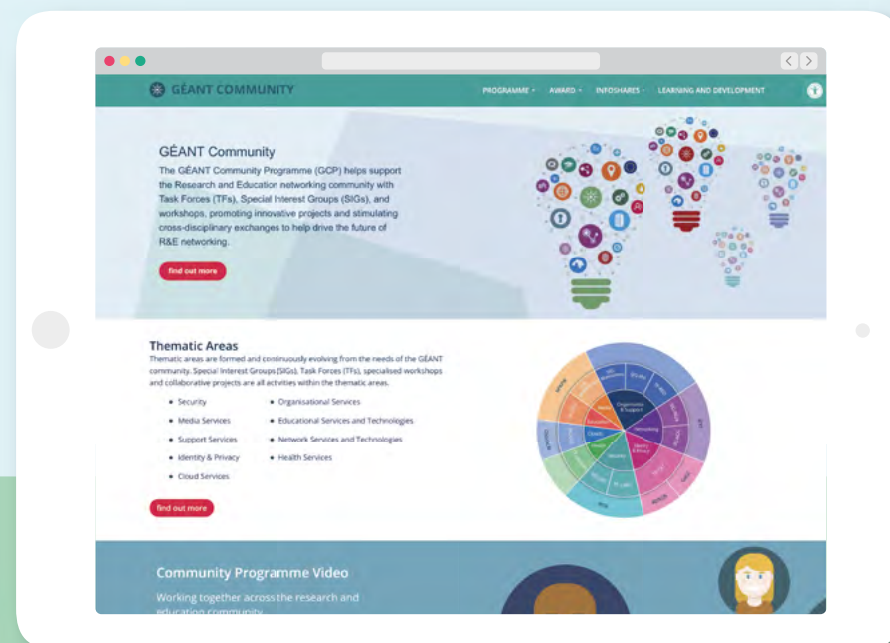 GÉANT COMMUNITY
PROGRAMME AWARD INFOSHARES LEARNING AND DEVELOPMENT
GÉANT Community
The GÉANT Community Programme (GCP) helps support
the Research and Education networking community with
Task Forces (TFs), Special Interest Groups (SIGs), and
workshops, promoting innovative projects and stimulating
cross-disciplinary exchanges to help drive the future of
R&E networking.
find out more
Thematic Areas
Thematic areas are formed and continuously evolving from the needs of the GÉANT
community. Special Interest Groups(SIGs), Task Forces (TFs), specialised workshops
and collaborative projects are all activities within the thematic areas.
• Security
• Media Services
• Support Services
• Identity & Privacy
• Cloud Services
• Organisational Services
• Educational Services and Technologies
• Network Services and Technologies
• Health Services
find out more
Organisational
& Support
Networking
Security
Community Programme Video
Working together across the research and
education community